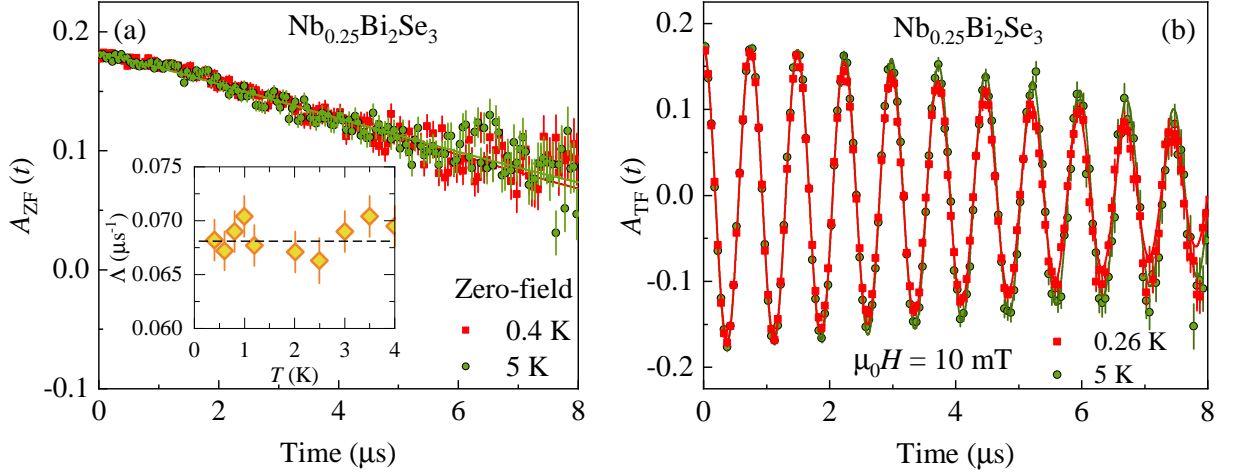 (a) Nb0.25Bi2Se3
0.2
0.1
0.0
-0.1
AZF (t)
0 2 4 6 8
Time (μs)
Zero-field
0.4 K
5 K
0.075
0.070
0.065
0.060
Λ (μs-1)
0 1 2 3 4
T (K)
Nb0.25Bi2Se3 (b)
0.2
0.1
0.0
-0.1
-0.2
ATF (t)
0 2 4 6 8
Time (μs)
μ0H = 10 mT
0.26 K
5 K